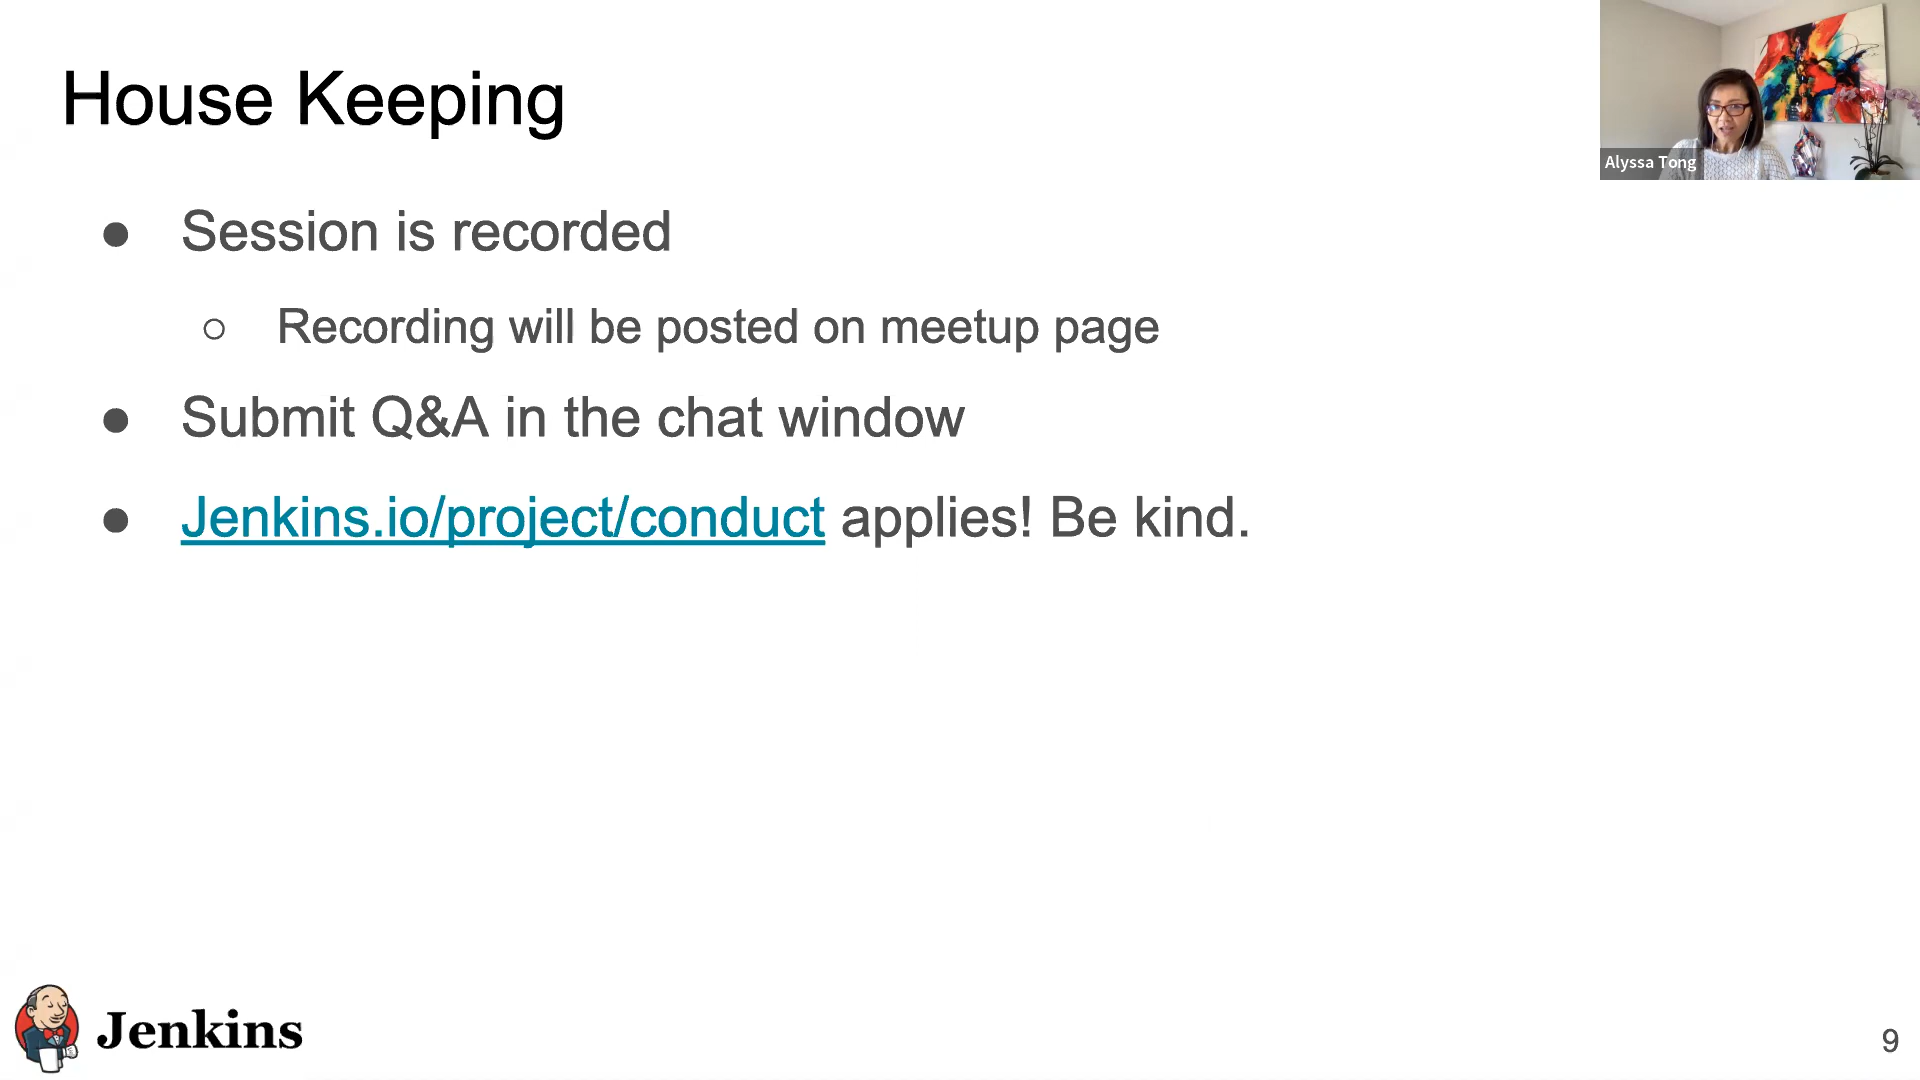 House Keeping
Alyssa Tong
● Session is recorded
○ Recording will be posted on meetup page
● Submit Q&A in the chat window
● Jenkins.io/project/conduct applies! Be kind.
Jenkins
9